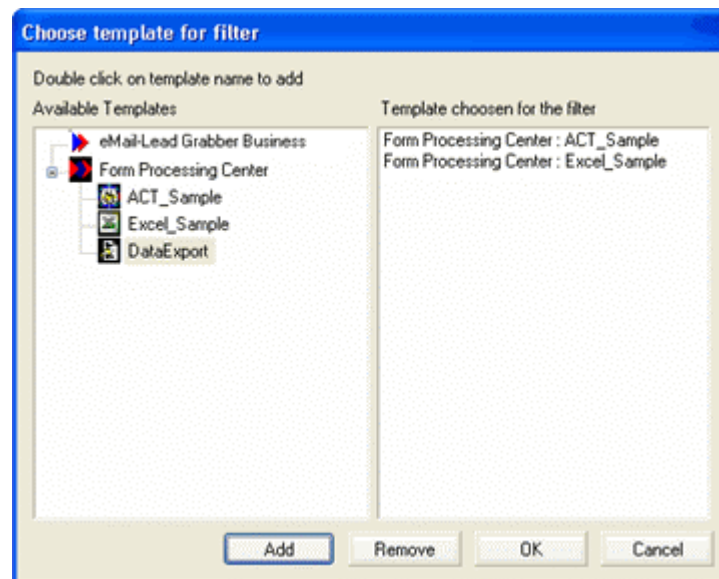 Choose template for filter
Double click on template name to add
Available Templates
Template choosen for the filter
eMail-Lead Grabber Business
Form Processing Center
ACT_Sample
Excel_Sample
DataExport
Form Processing Center : ACT_Sample
Form Processing Center : Excel_Sample
Add
Remove
OK
Cancel